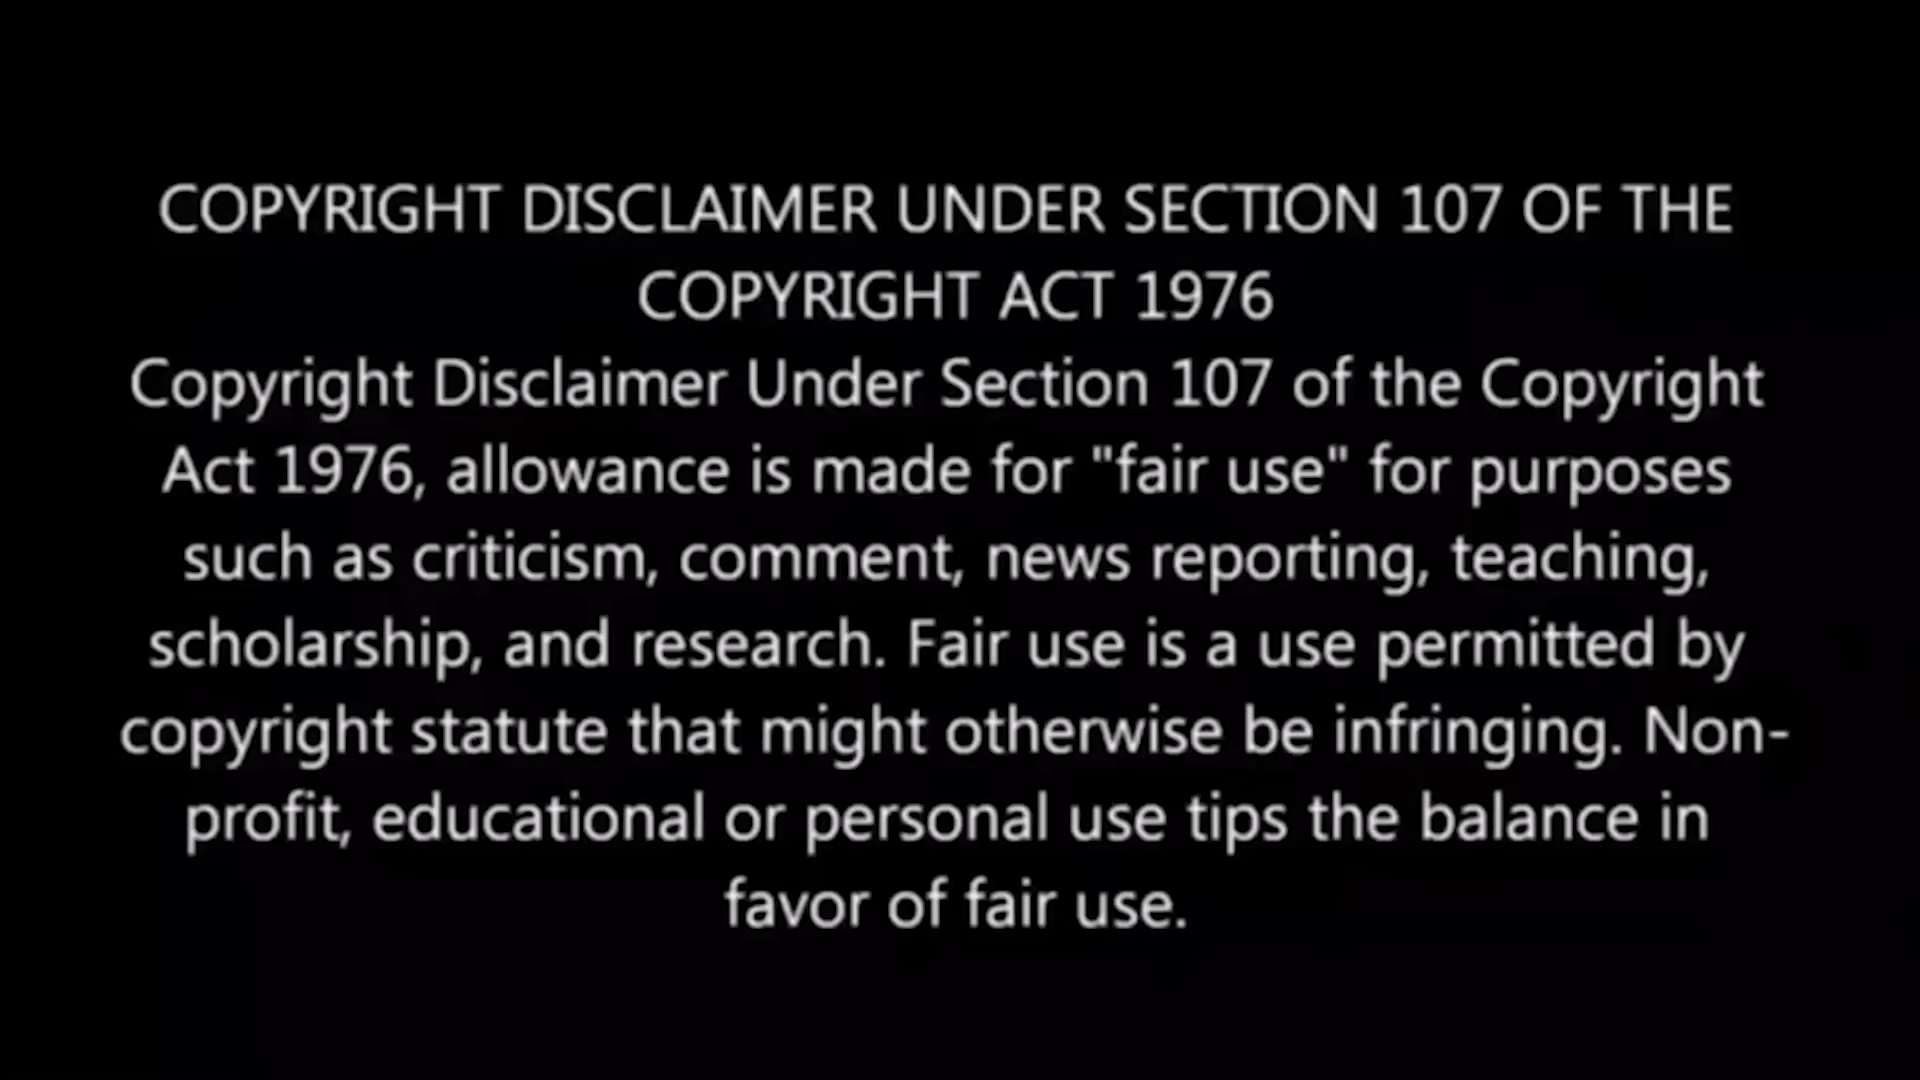 COPYRIGHT DISCLAIMER UNDER SECTION 107 OF THE
COPYRIGHT ACT 1976
Copyright Disclaimer Under Section 107 of the Copyright
Act 1976, allowance is made for "fair use" for purposes
such as criticism, comment, news reporting, teaching,
scholarship, and research. Fair use is a use permitted by
copyright statute that might otherwise be infringing. Non-
profit, educational or personal use tips the balance in
favor of fair use.